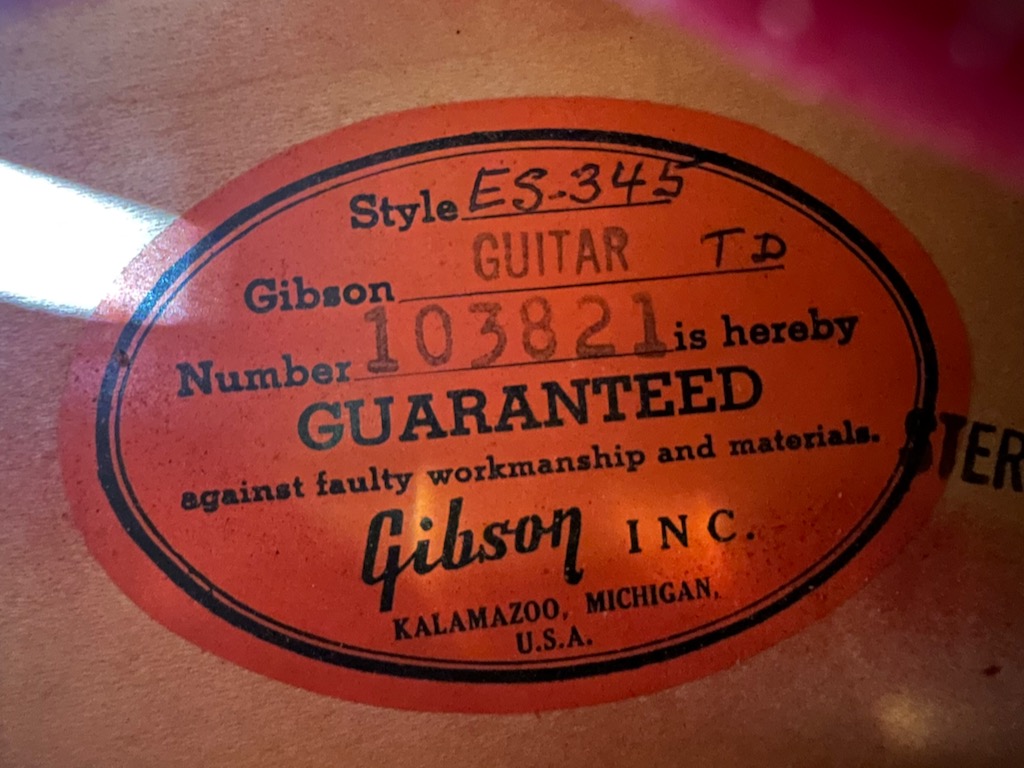 Style ES-345
Gibson GUITAR TD
Number 103821 is hereby
GUARANTEED
against faulty workmanship and materials.
Gibson INC.
KALAMAZOO, MICHIGAN,
U.S.A.
STER